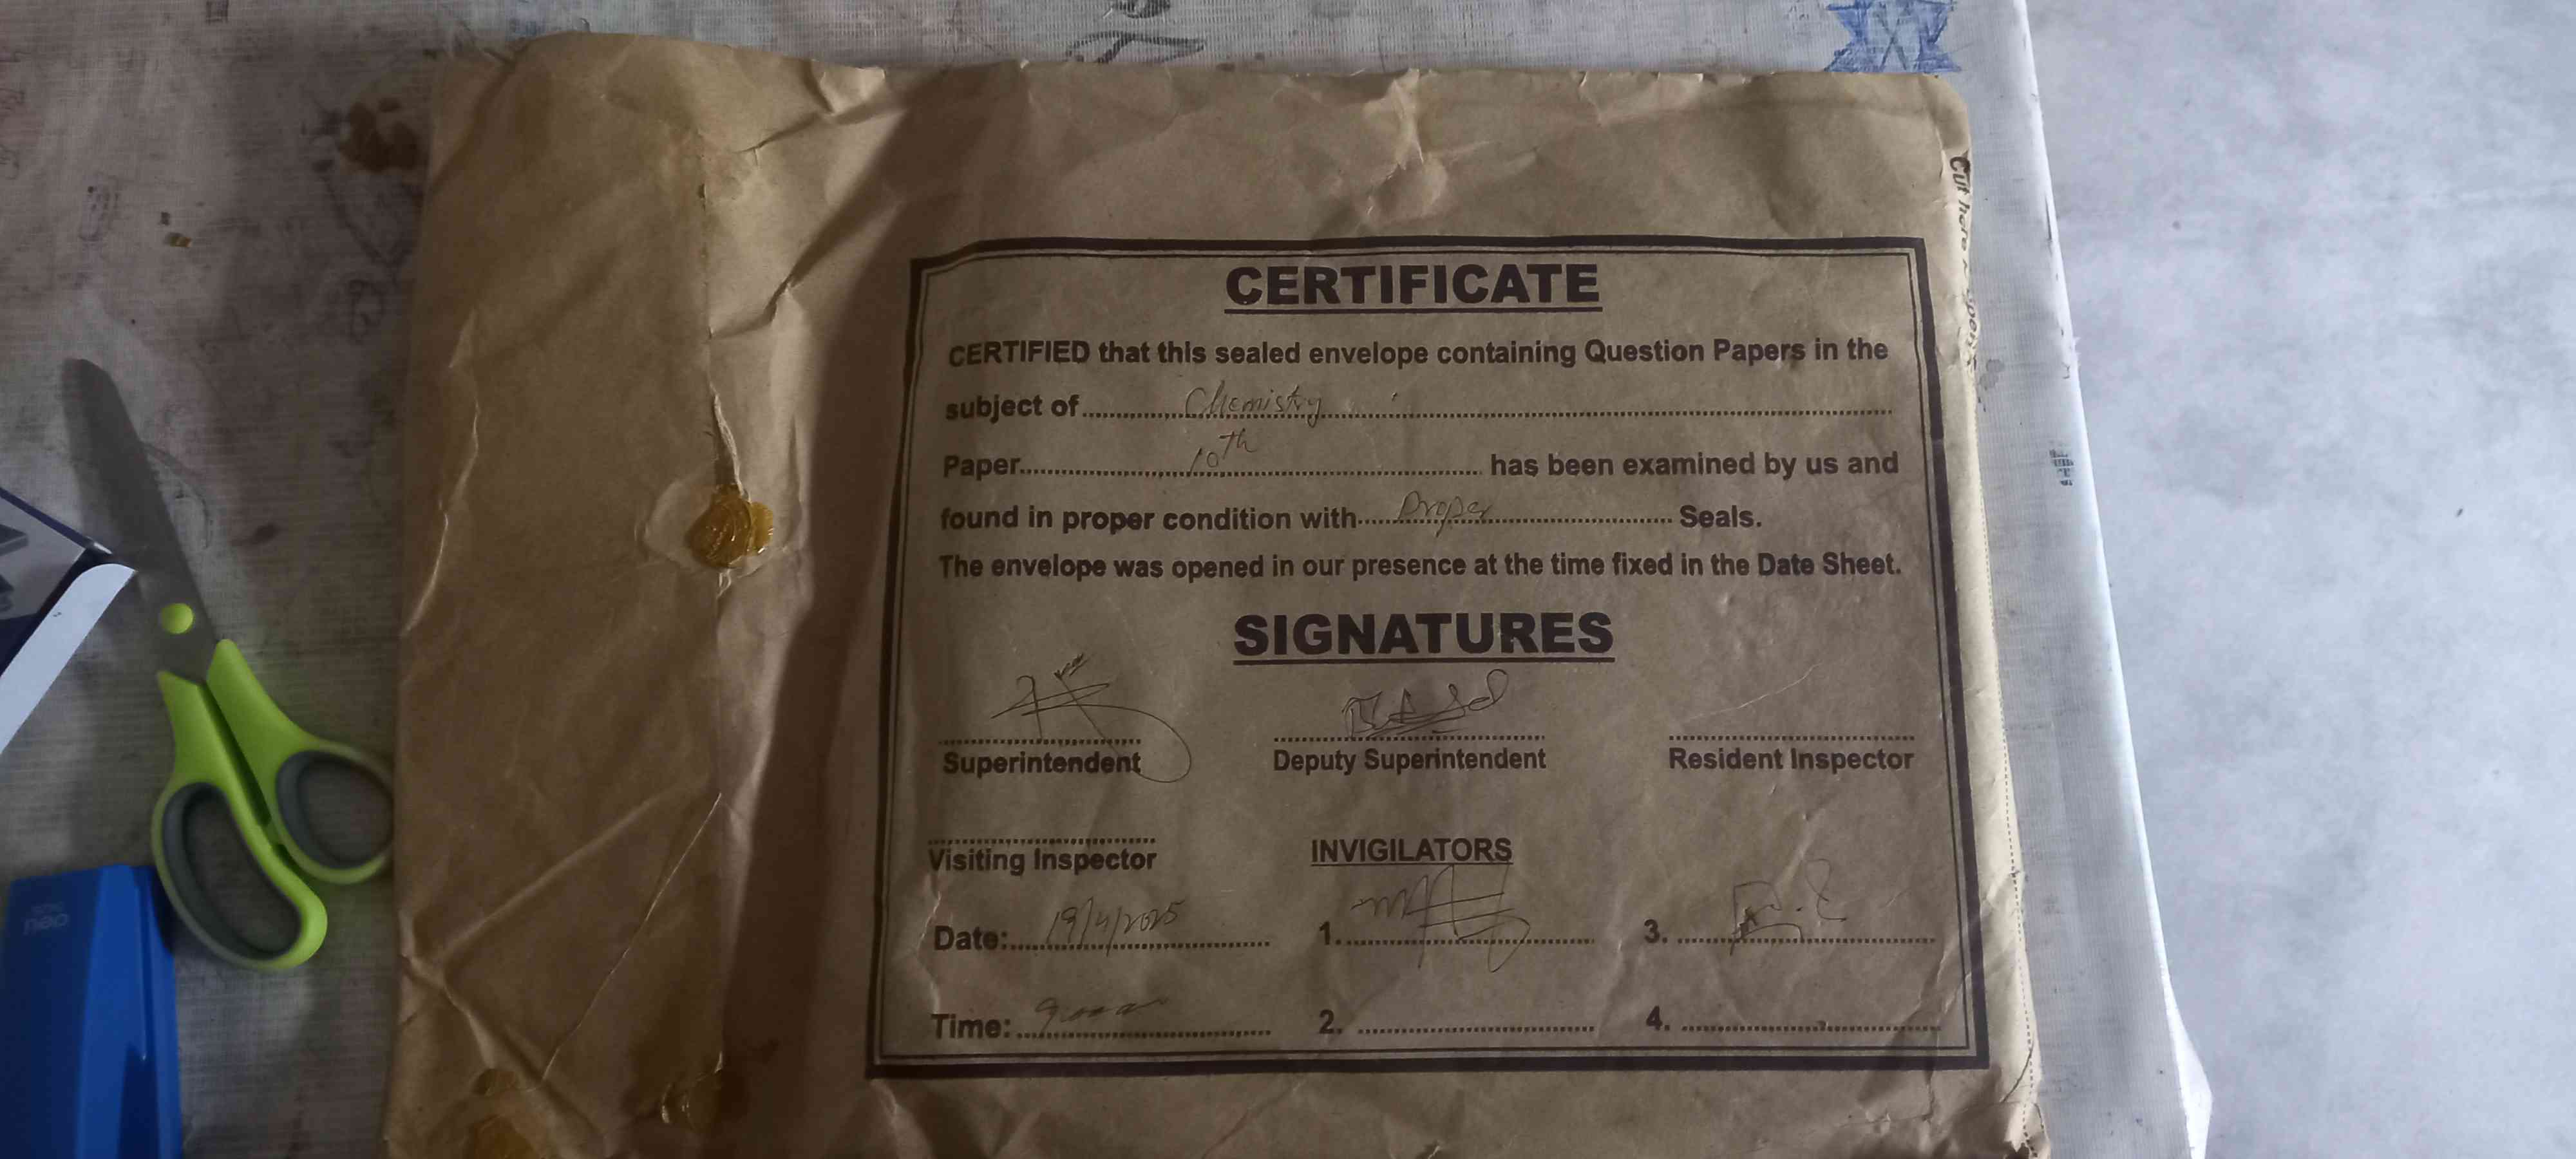 CERTIFICATE
CERTIFIED that this sealed envelope containing Question Papers in the
subject of Chemistry
Paper 10th has been examined by us and
found in proper condition with Proper Seals.
The envelope was opened in our presence at the time fixed in the Date Sheet.
SIGNATURES
Superintendent Deputy Superintendent Resident Inspector
Visiting Inspector INVIGILATORS
Date: 19/4/2025 1. 3.
Time: 2. 4.
Cut here to open
neo